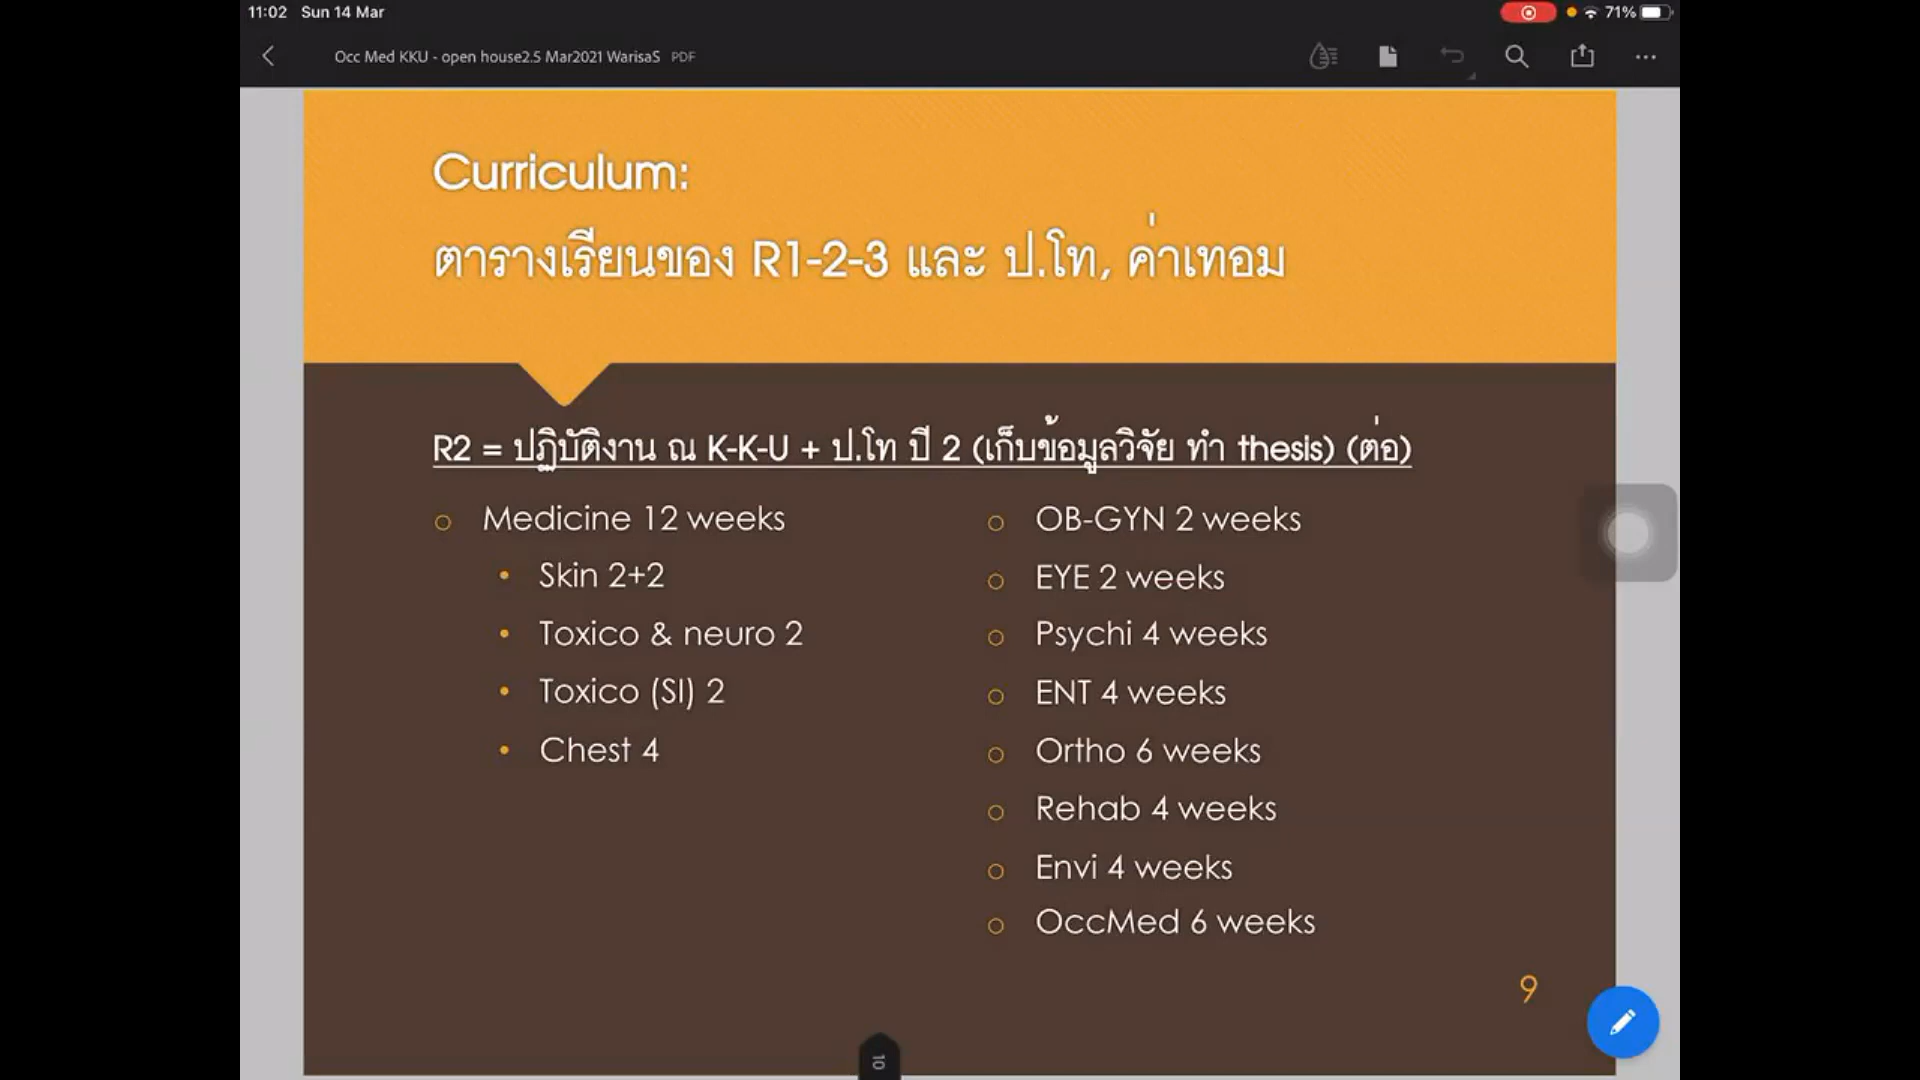 11:02 Sun 14 Mar
71%
Occ Med KKU - open house2.5 Mar2021 WarisaS PDF
Curriculum:
ตารางเรียนของ R1-2-3 และ ป.โท, ค่าเทอม
R2 = ปฏิบัติงาน ณ K-K-U + ป.โท ปี 2 (เก็บข้อมูลวิจัย ทำ thesis) (ต่อ)
Medicine 12 weeks
Skin 2+2
Toxico & neuro 2
Toxico (SI) 2
Chest 4
OB-GYN 2 weeks
EYE 2 weeks
Psychi 4 weeks
ENT 4 weeks
Ortho 6 weeks
Rehab 4 weeks
Envi 4 weeks
OccMed 6 weeks
9
10